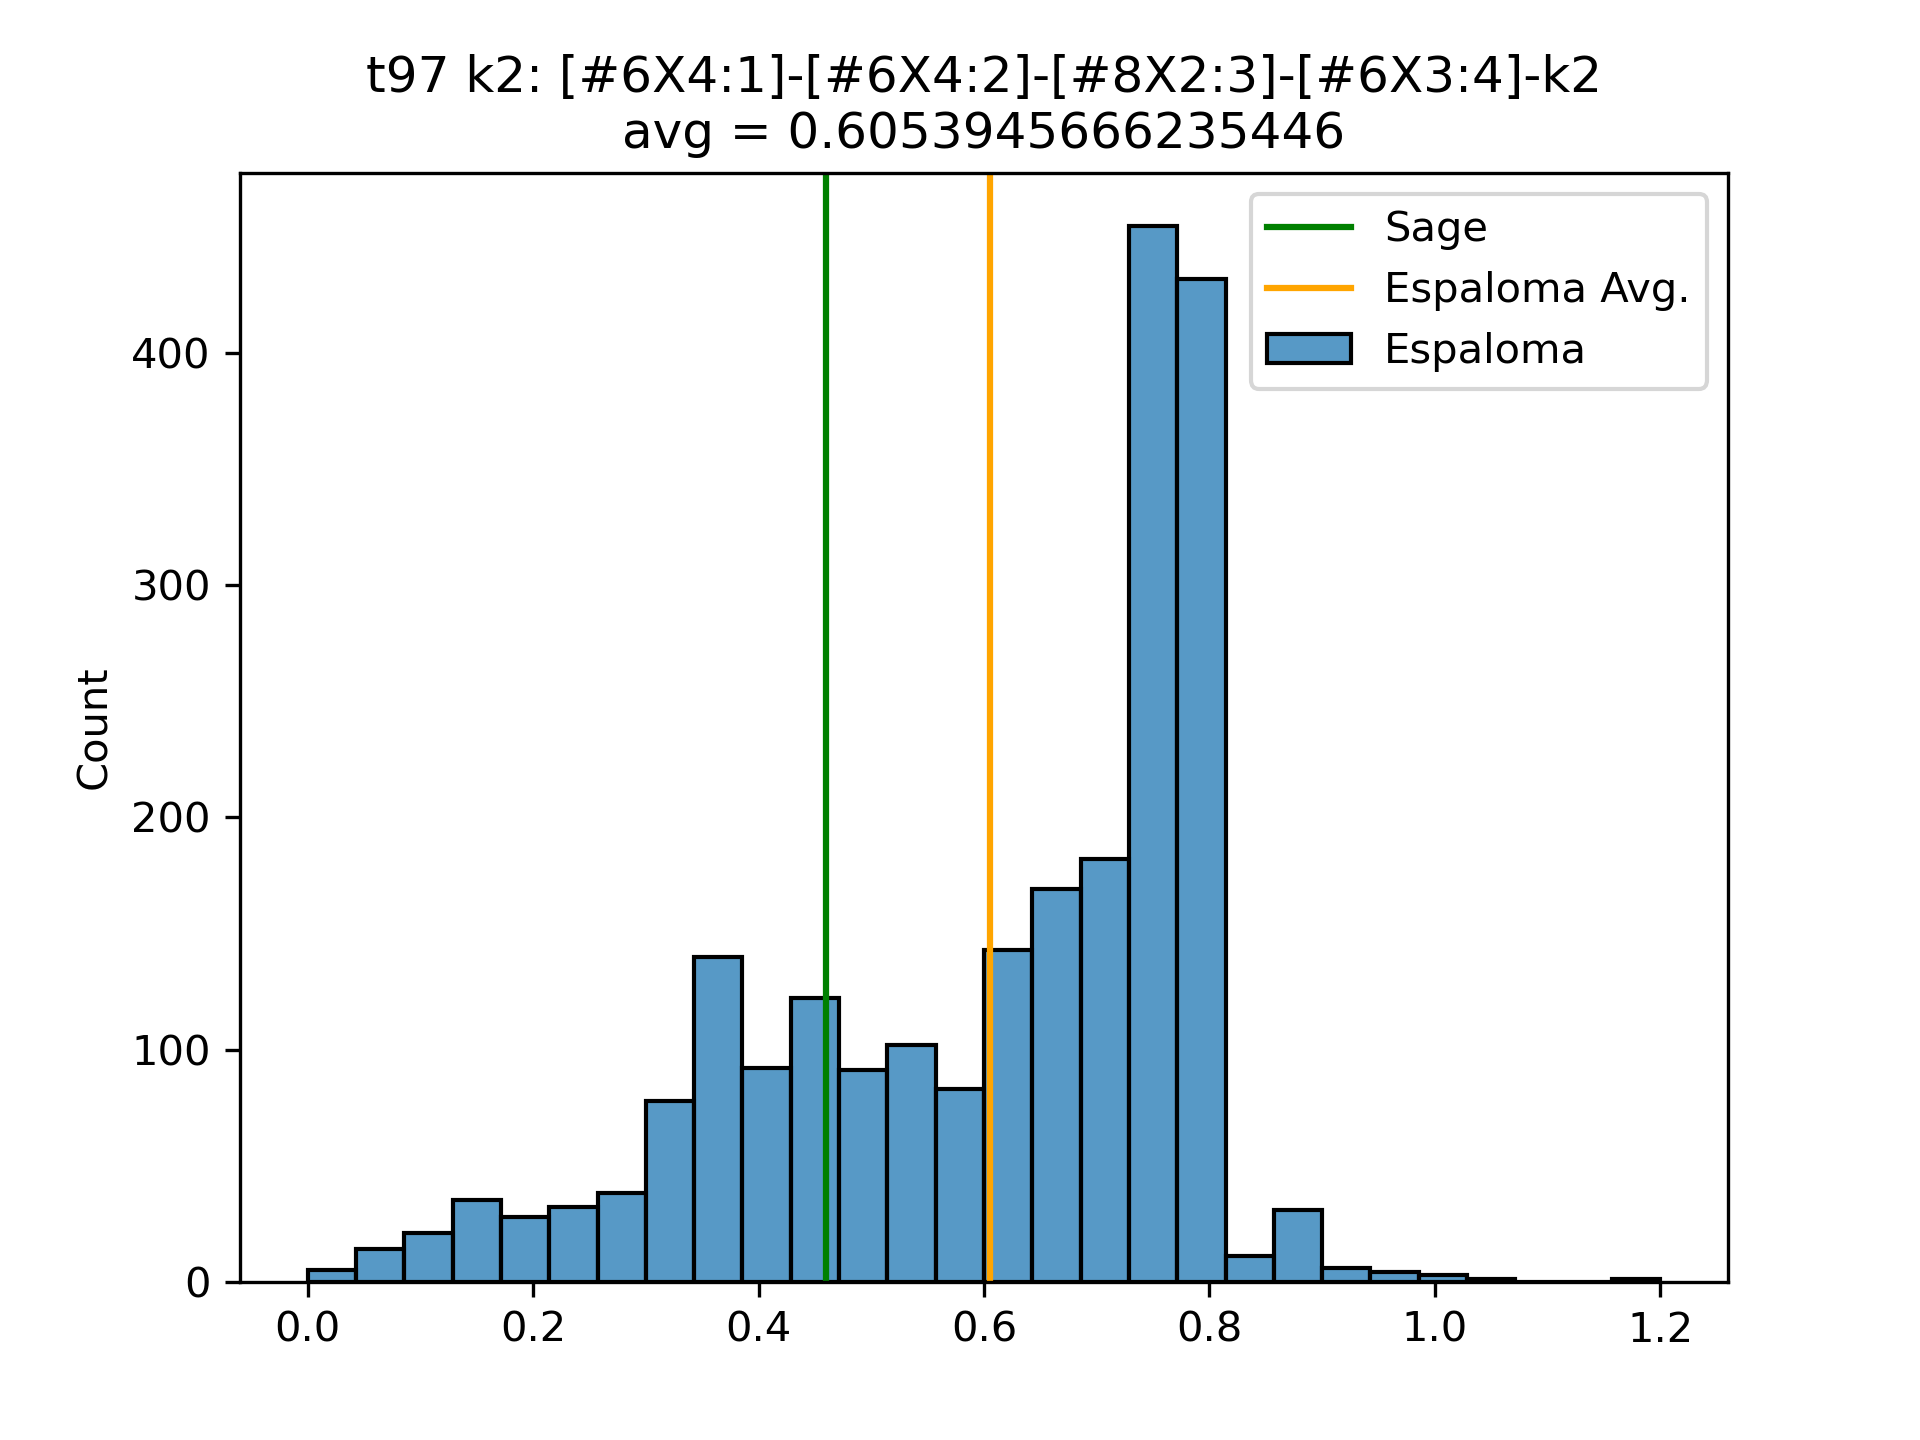 t97 k2: [#6X4:1]-[#6X4:2]-[#8X2:3]-[#6X3:4]-k2
avg = 0.6053945666235446
Sage
Espaloma Avg.
Espaloma
Count
400
300
200
100
0
0.0 0.2 0.4 0.6 0.8 1.0 1.2